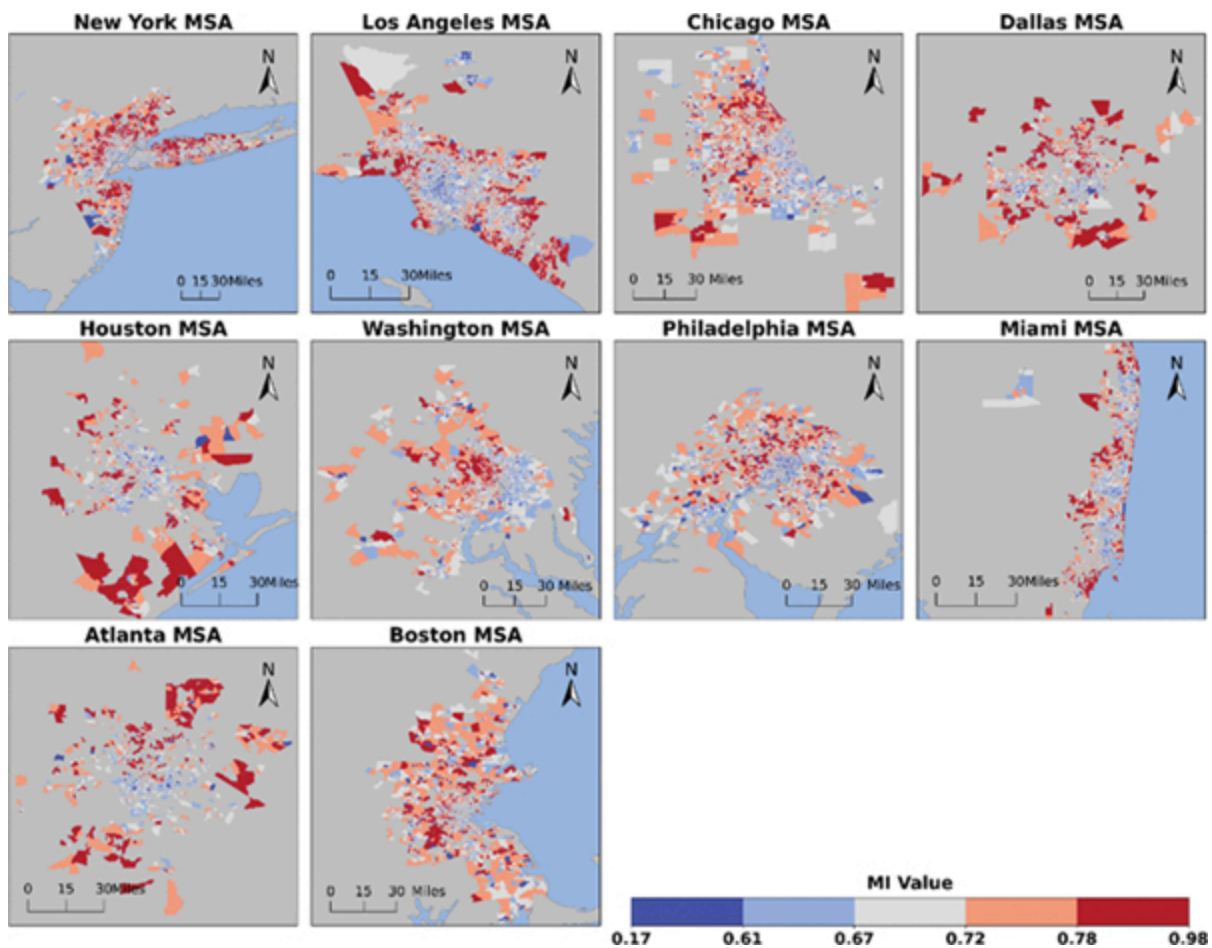 New York MSA
Los Angeles MSA
Chicago MSA
Dallas MSA
N
N
N
N
0 15 30Miles
0 15 30Miles
0 15 30 Miles
0 15 30Miles
Houston MSA
Washington MSA
Philadelphia MSA
Miami MSA
N
N
N
N
0 15 30Miles
0 15 30 Miles
0 15 30 Miles
0 15 30Miles
Atlanta MSA
Boston MSA
N
N
0 15 30Miles
0 15 30 Miles
MI Value
0.17 0.61 0.67 0.72 0.78 0.98